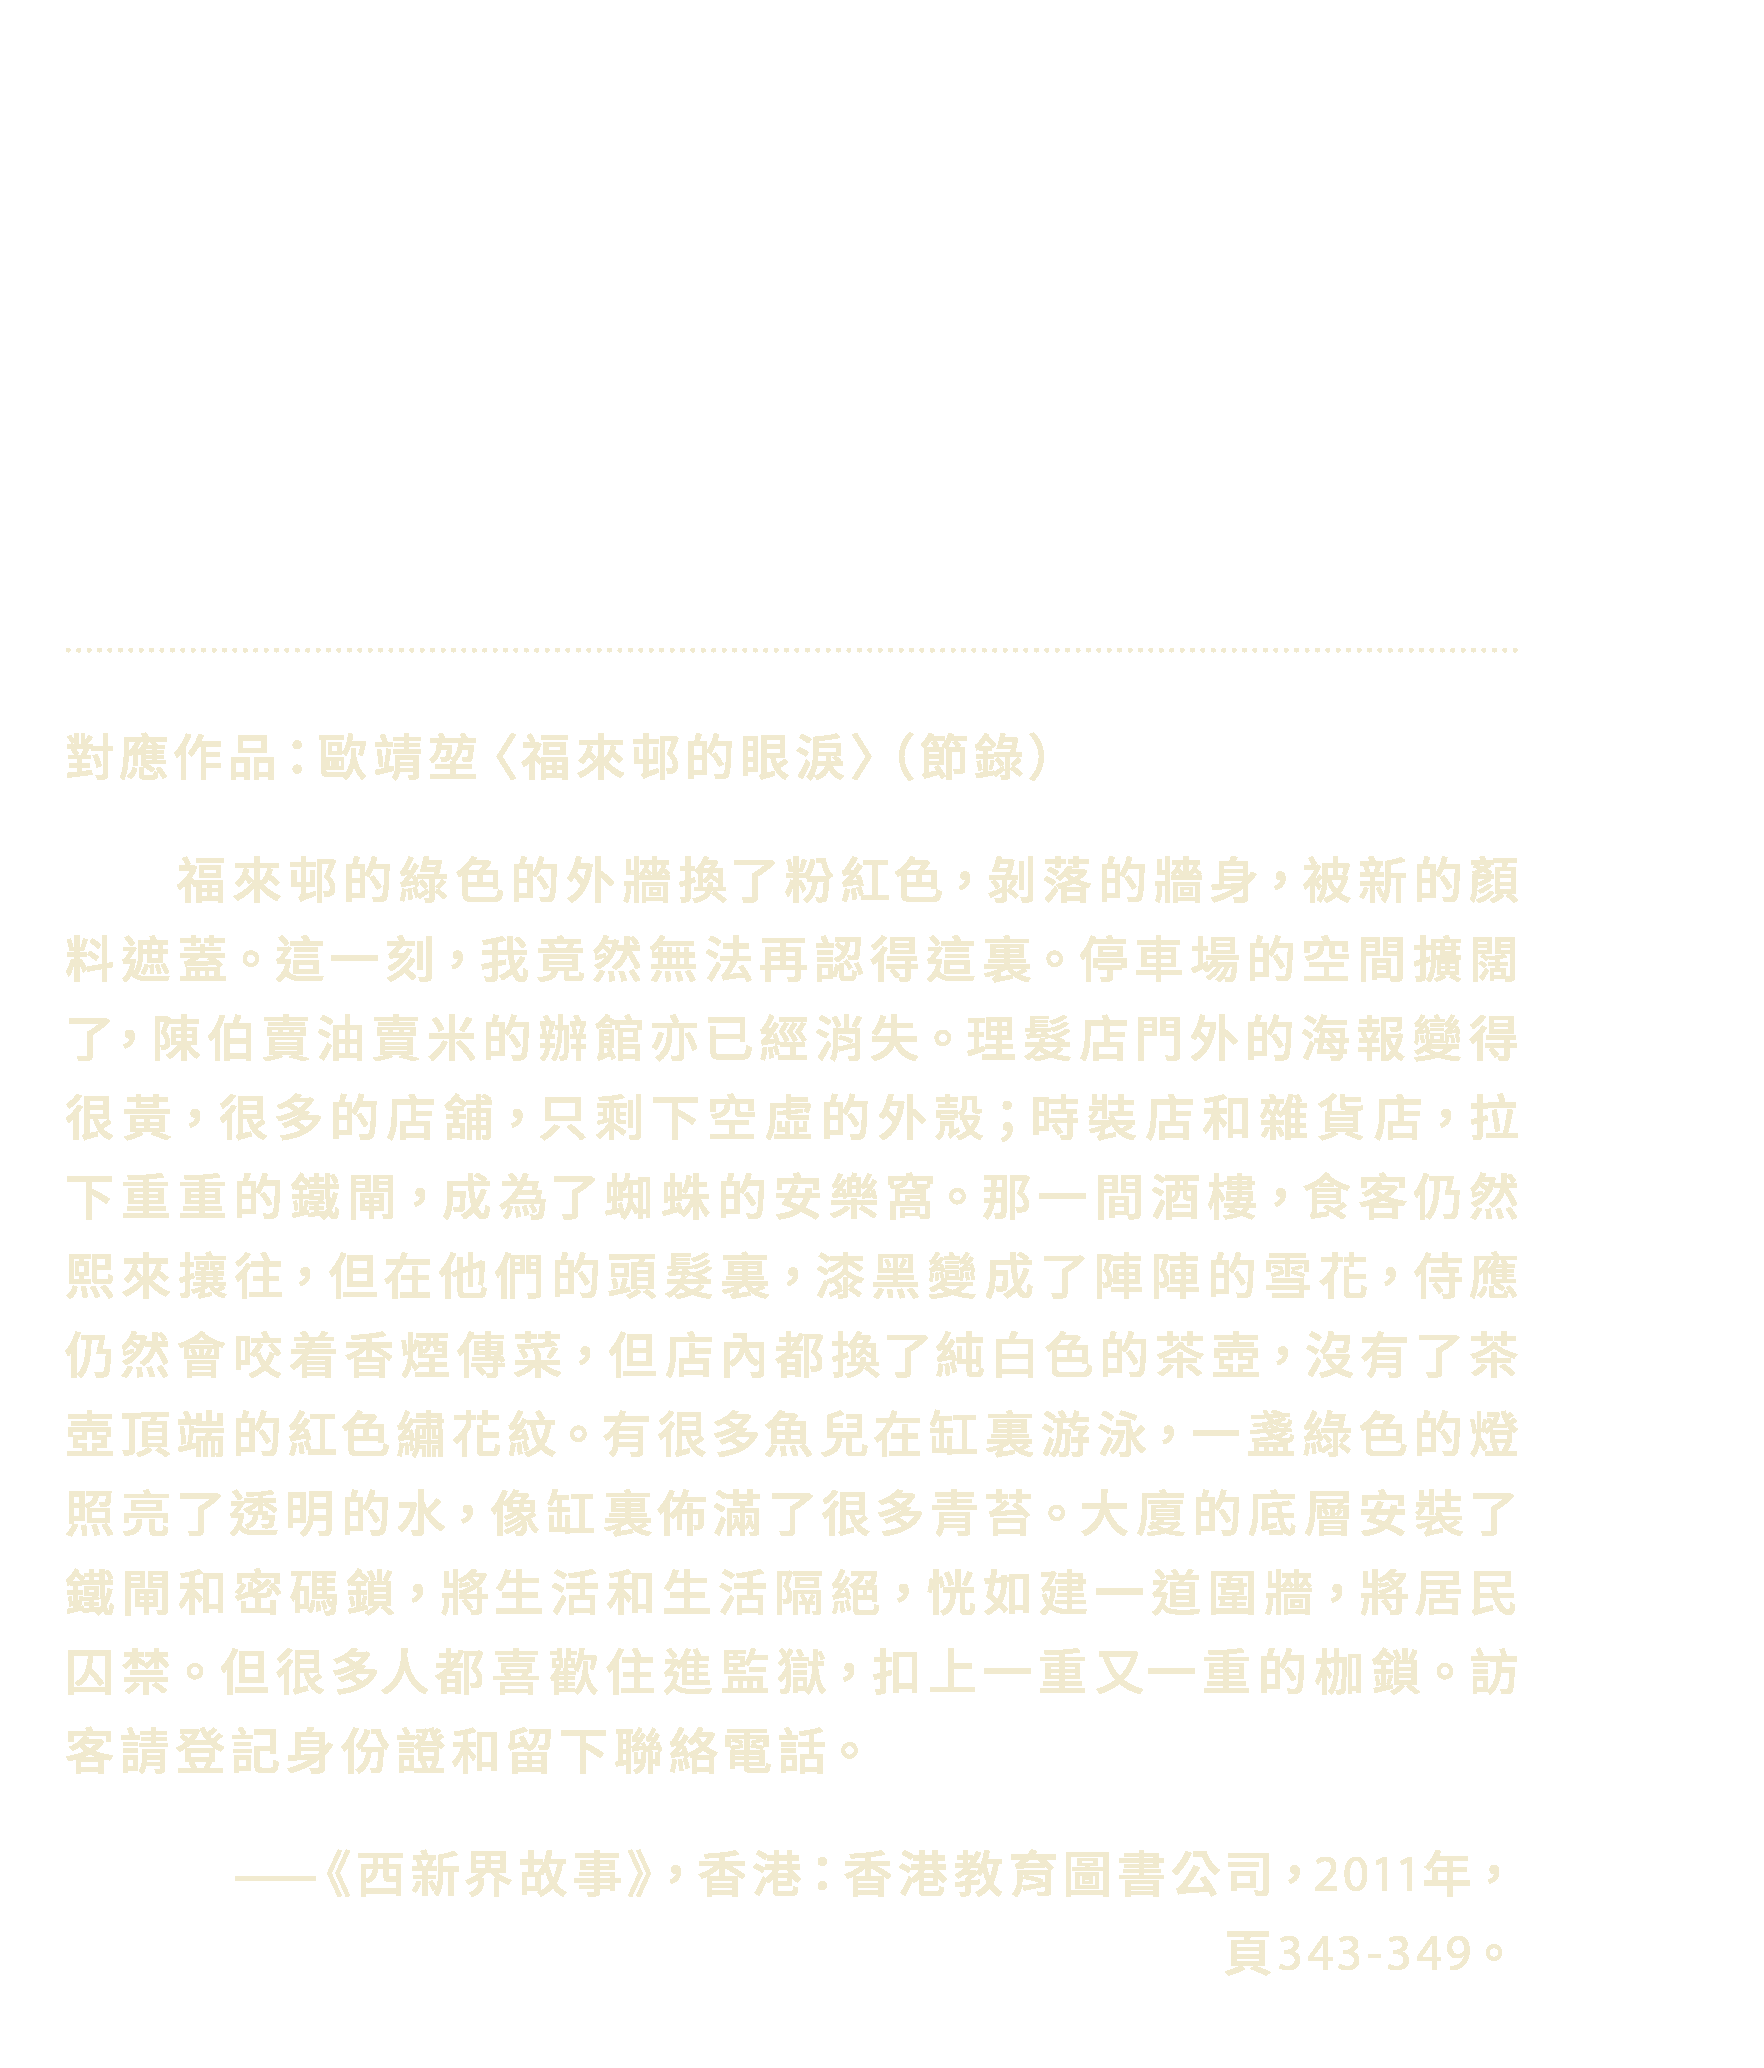 對應作品：歐靖堃〈福來邨的眼淚〉（節錄）
福來邨的綠色的外牆換了粉紅色，剝落的牆身，被新的顏
料遮蓋。這一刻，我竟然無法再認得這裏。停車場的空間擴闊
了，陳伯賣油賣米的辦館亦已經消失。理髮店門外的海報變得
很黃，很多的店舖，只剩下空虛的外殼；時裝店和雜貨店，拉
下重重的鐵閘，成為了蜘蛛的安樂窩。那一間酒樓，食客仍然
熙來攘往，但在他們的頭髮裏，漆黑變成了陣陣的雪花，侍應
仍然會咬着香煙傳菜，但店內都換了純白色的茶壺，沒有了茶
壺頂端的紅色繡花紋。有很多魚兒在缸裏游泳，一盞綠色的燈
照亮了透明的水，像缸裏佈滿了很多青苔。大廈的底層安裝了
鐵閘和密碼鎖，將生活和生活隔絕，恍如建一道圍牆，將居民
囚禁。但很多人都喜歡住進監獄，扣上一重又一重的枷鎖。訪
客請登記身份證和留下聯絡電話。
——《西新界故事》，香港：香港教育圖書公司，2011年，
頁343-349。